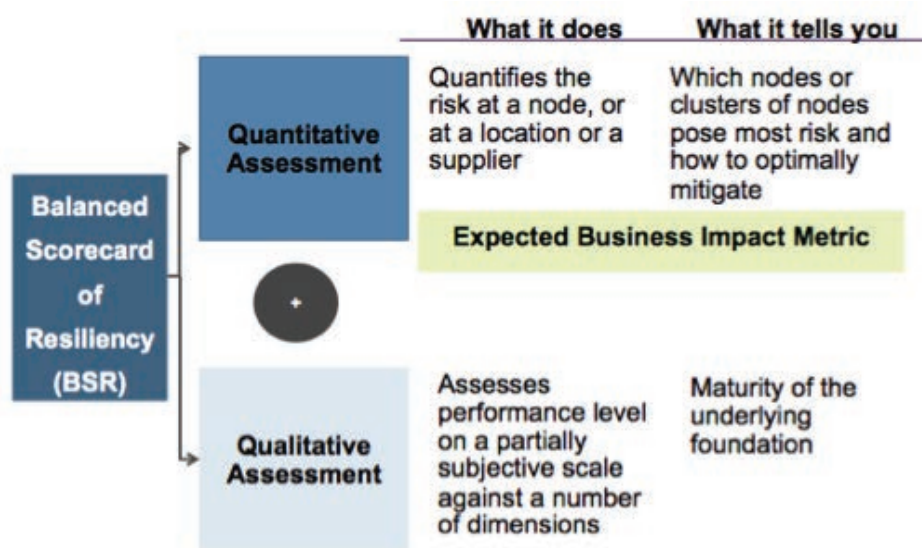 What it does
What it tells you
Balanced
Scorecard
of
Resiliency
(BSR)
Quantitative
Assessment
Quantifies the
risk at a node, or
at a location or a
supplier
Which nodes or
clusters of nodes
pose most risk and
how to optimally
mitigate
Expected Business Impact Metric
+
Qualitative
Assessment
Assesses
performance level
on a partially
subjective scale
against a number
of dimensions
Maturity of the
underlying
foundation